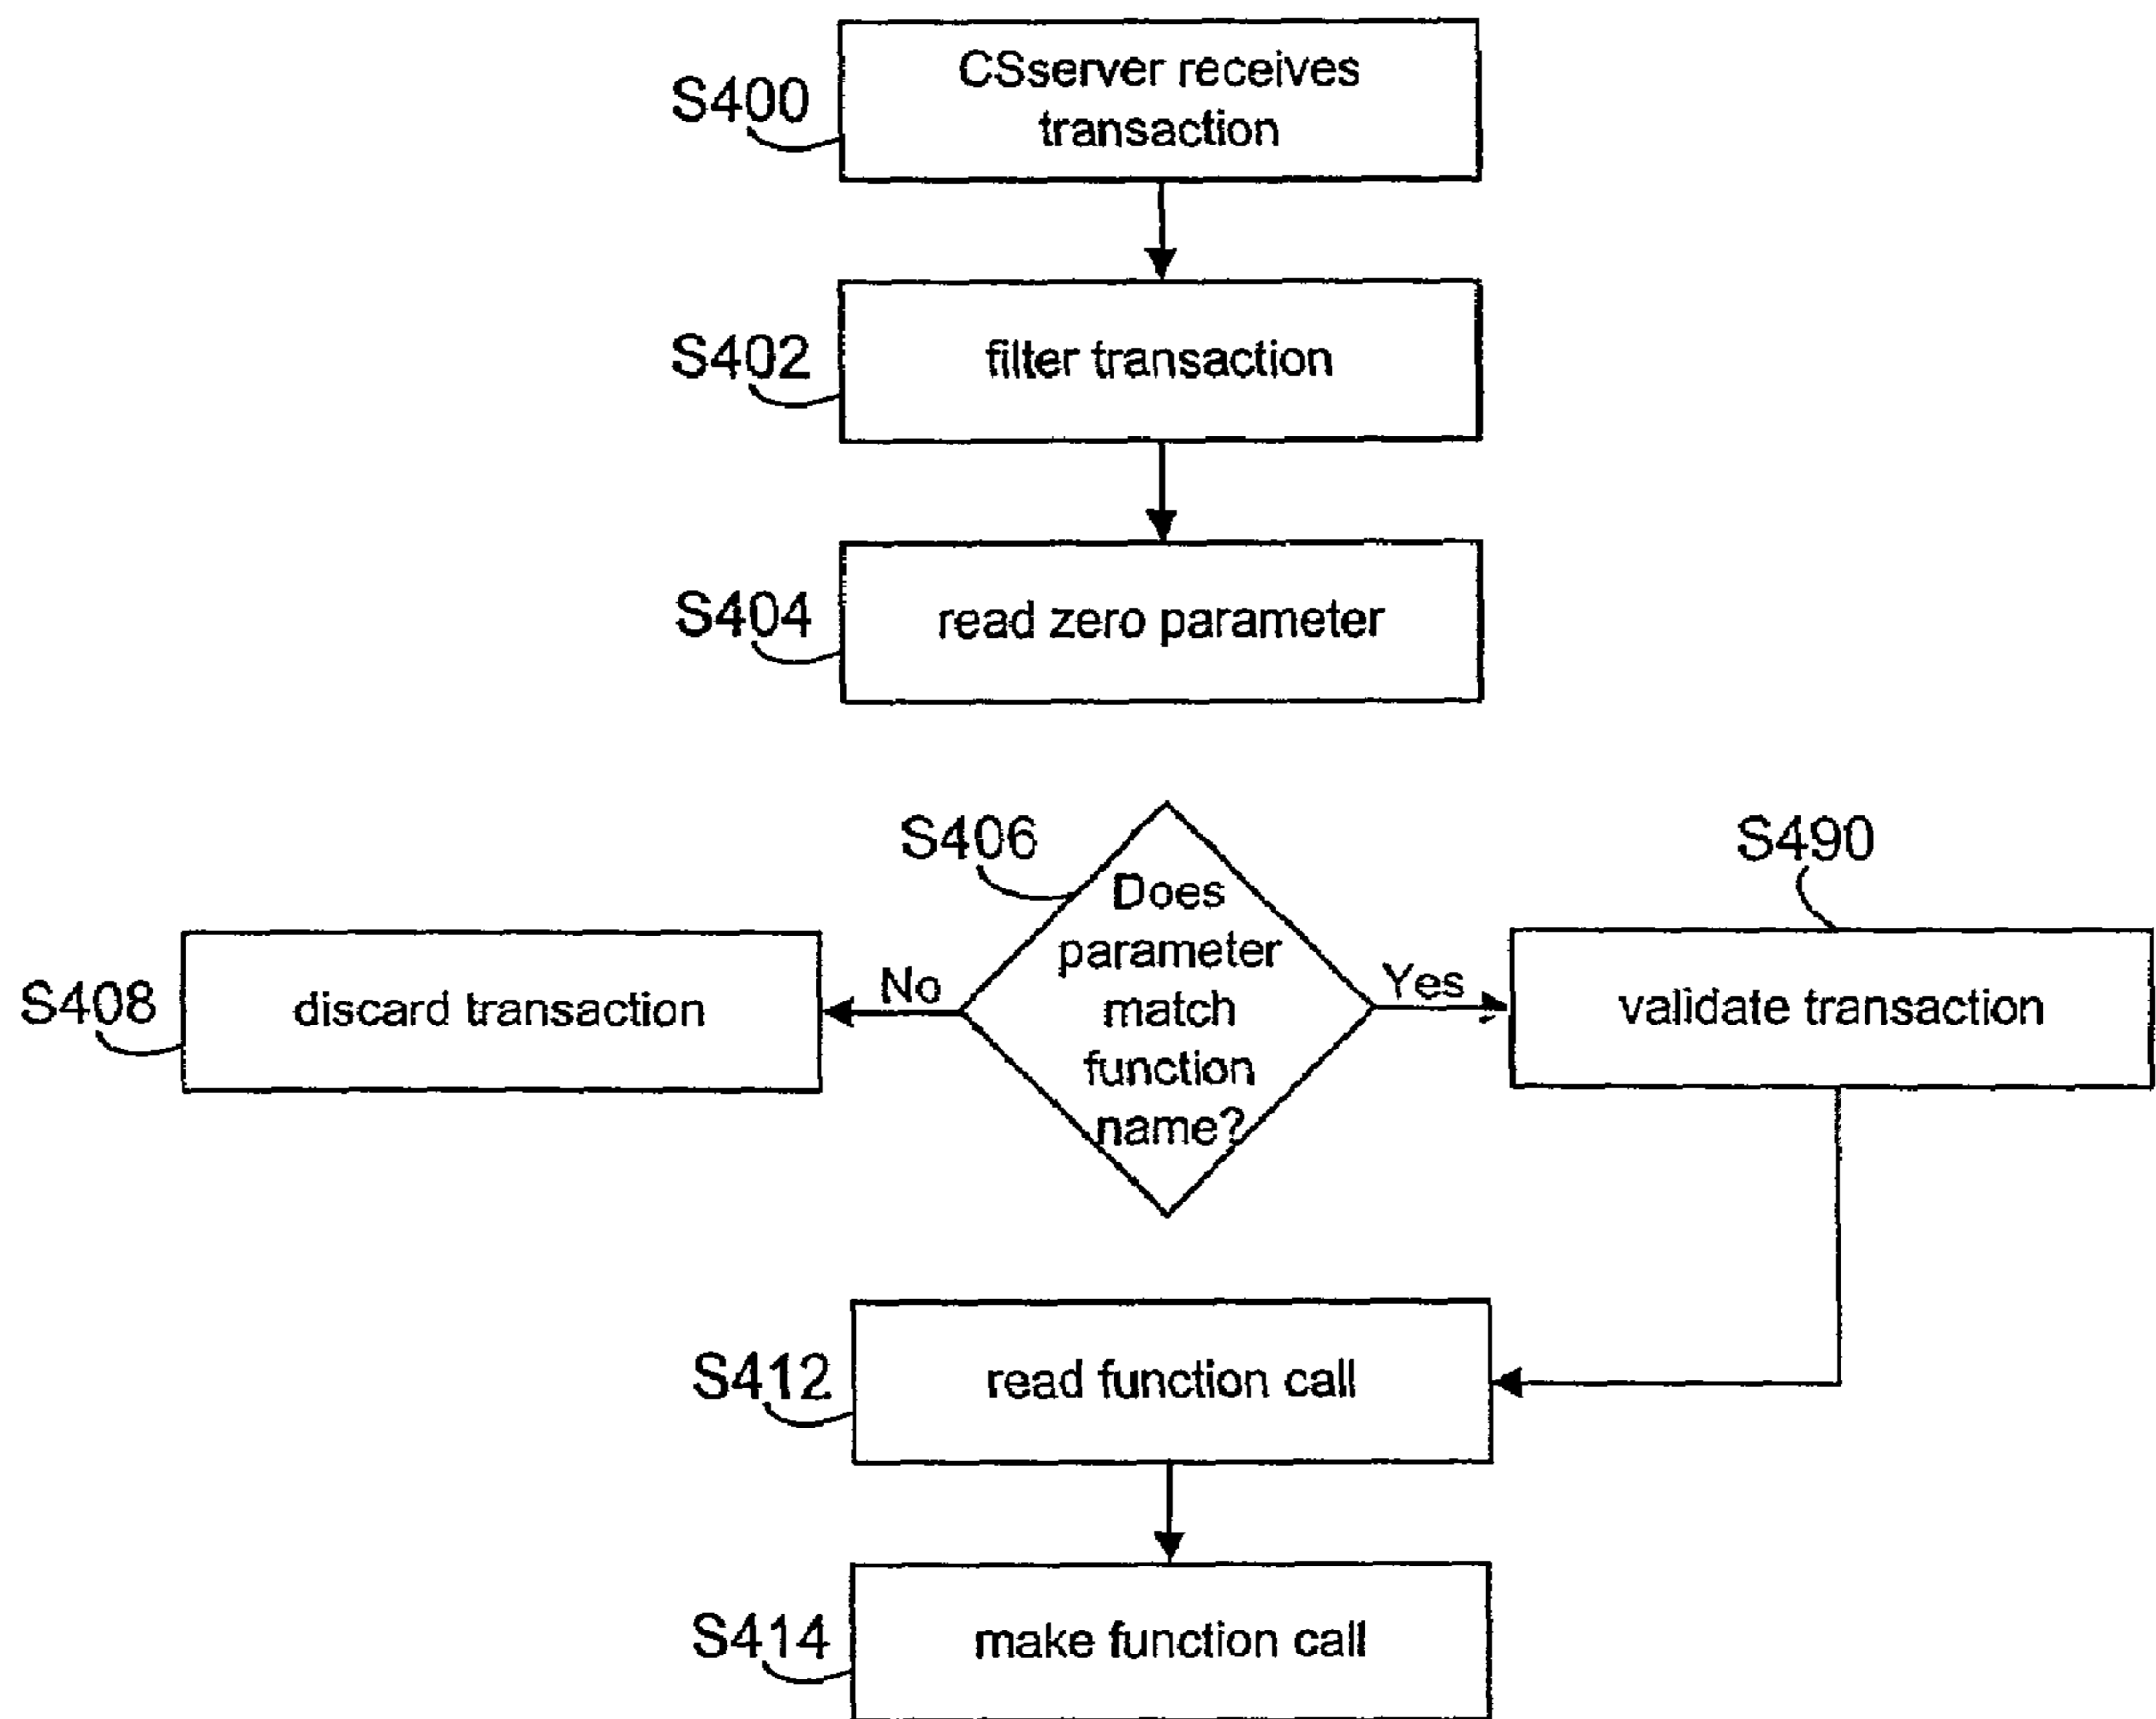 S400
CSserver receives
transaction
S402
filter transaction
S404
read zero parameter
S406
Does
parameter
match
function
name?
No
Yes
S408
discard transaction
S490
validate transaction
S412
read function call
S414
make function call